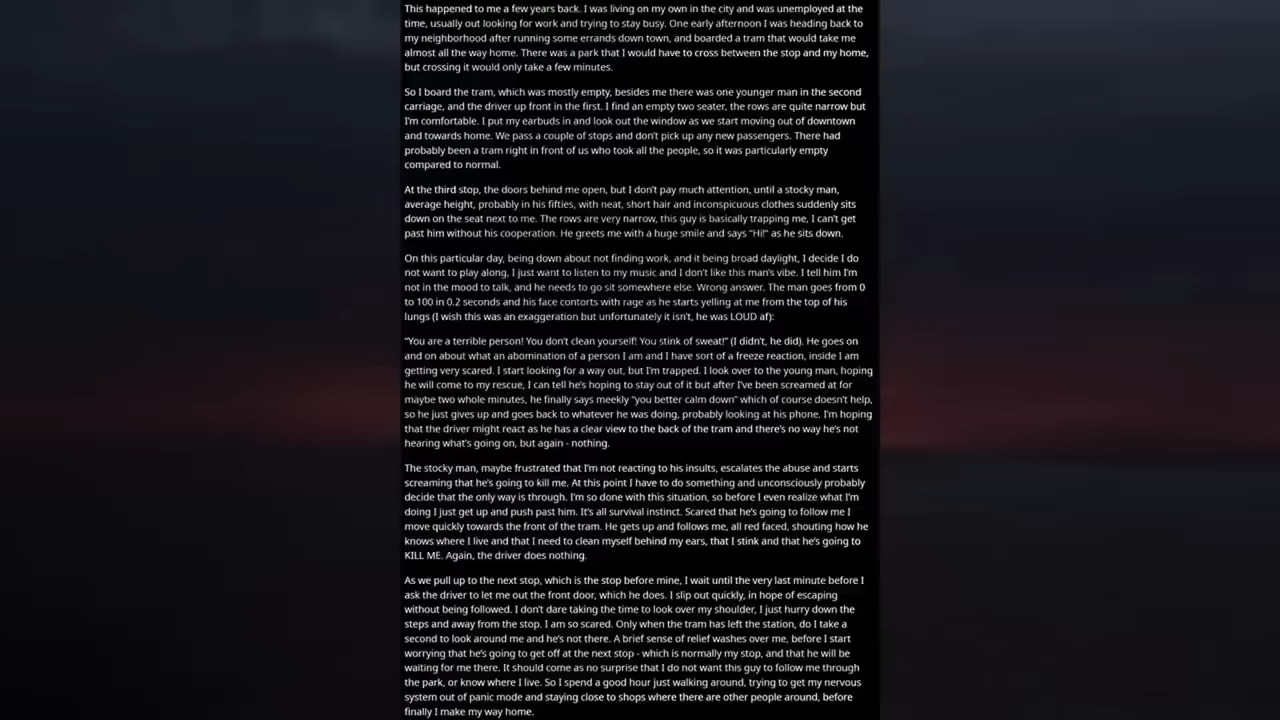 This happened to me a few years back. I was living on my own in the city and was unemployed at the
time, usually out looking for work and trying to stay busy. One early afternoon I was heading back to
my neighborhood after running some errands down town, and boarded a tram that would take me
almost all the way home. There was a park that I would have to cross between the stop and my home,
but crossing it would only take a few minutes.
So I board the tram, which was mostly empty, besides me there was one younger man in the second
carriage, and the driver up front in the first. I find an empty two seater, the rows are quite narrow but
I'm comfortable. I put my earbuds in and look out the window as we start moving out of downtown
and towards home. We pass a couple of stops and don't pick up any new passengers. There had
probably been a tram right in front of us who took all the people, so it was particularly empty
compared to normal.
At the third stop, the doors behind me open, but I don't pay much attention, until a stocky man,
average height, probably in his fifties, with neat, short hair and inconspicuous clothes suddenly sits
down on the seat next to me. The rows are very narrow, this guy is basically trapping me, I can't get
past him without his cooperation. He greets me with a huge smile and says “Hi!” as he sits down.
On this particular day, being down about not finding work, and it being broad daylight, I decide I do
not want to play along, I just want to listen to my music and I don't like this man's vibe. I tell him I'm
not in the mood to talk, and he needs to go sit somewhere else. Wrong answer. The man goes from 0
to 100 in 0.2 seconds and his face contorts with rage as he starts yelling at me from the top of his
lungs (I wish this was an exaggeration but unfortunately it isn't, he was LOUD af):
“You are a terrible person! You don't clean yourself! You stink of sweat!” (I didn't, he did). He goes on
and on about what an abomination of a person I am and I have sort of a freeze reaction, inside I am
getting very scared. I start looking for a way out, but I'm trapped. I look over to the young man, hoping
he will come to my rescue, I can tell he's hoping to stay out of it but after I've been screamed at for
maybe two whole minutes, he finally says meekly “you better calm down” which of course doesn't help,
so he just gives up and goes back to whatever he was doing, probably looking at his phone. I'm hoping
that the driver might react as he has a clear view to the back of the tram and there's no way he's not
hearing what's going on, but again - nothing.
The stocky man, maybe frustrated that I'm not reacting to his insults, escalates the abuse and starts
screaming that he's going to kill me. At this point I have to do something and unconsciously probably
decide that the only way is through. I'm so done with this situation, so before I even realize what I'm
doing I just get up and push past him. It's all survival instinct. Scared that he's going to follow me I
move quickly towards the front of the tram. He gets up and follows me, all red faced, shouting how he
knows where I live and that I need to clean myself behind my ears, that I stink and that he's going to
KILL ME. Again, the driver does nothing.
As we pull up to the next stop, which is the stop before mine, I wait until the very last minute before I
ask the driver to let me out the front door, which he does. I slip out quickly, in hope of escaping
without being followed. I don't dare taking the time to look over my shoulder, I just hurry down the
steps and away from the stop. I am so scared. Only when the tram has left the station, do I take a
second to look around me and he's not there. A brief sense of relief washes over me, before I start
worrying that he's going to get off at the next stop - which is normally my stop, and that he will be
waiting for me there. It should come as no surprise that I do not want this guy to follow me through
the park, or know where I live. So I spend a good hour just walking around, trying to get my nervous
system out of panic mode and staying close to shops where there are other people around, before
finally I make my way home.